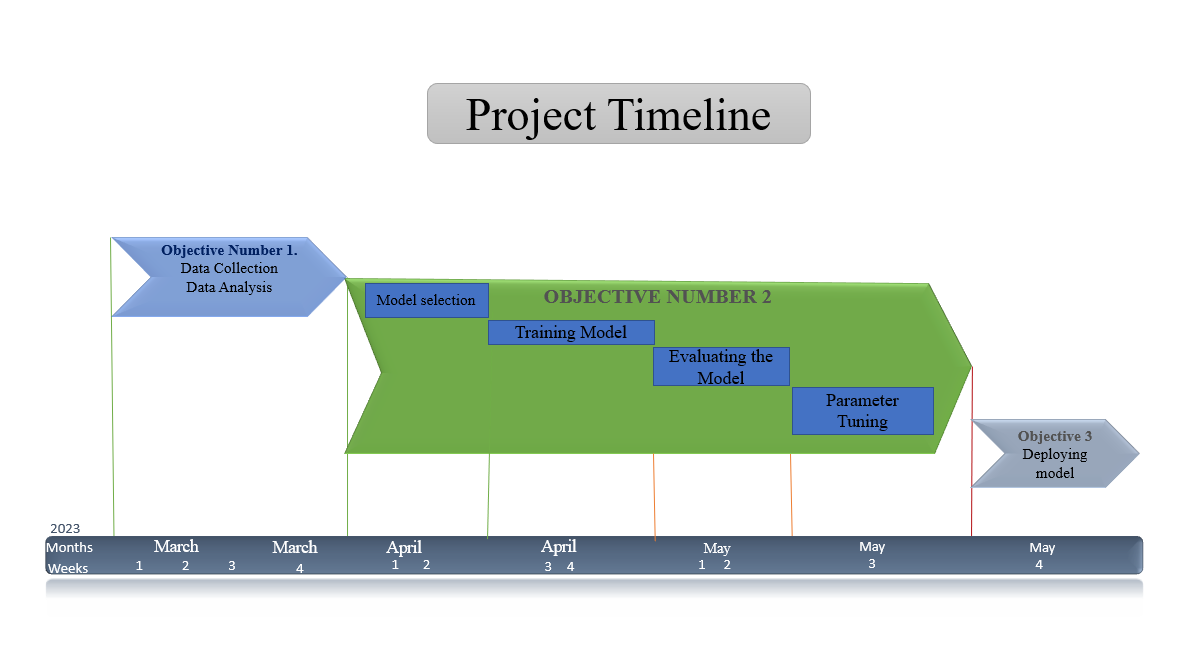 Project Timeline
Objective Number 1.
Data Collection
Data Analysis
OBJECTIVE NUMBER 2
Model selection
Training Model
Evaluating the
Model
Parameter
Tuning
Objective 3
Deploying
model
2023
Months March March April April May May May
Weeks 1 2 3 4 1 2 3 4 1 2 3 4